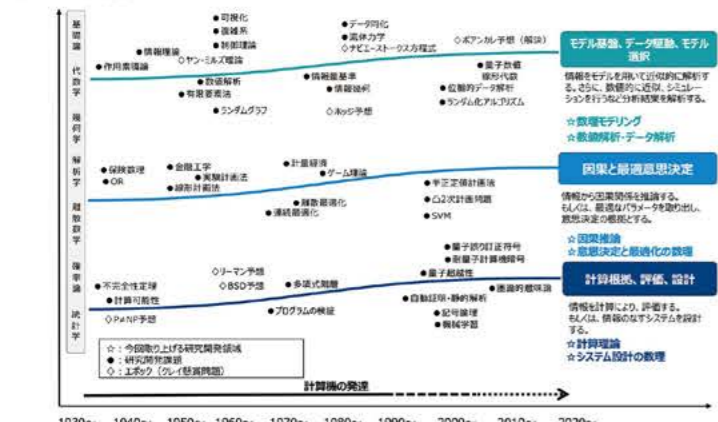 基礎論
代数学
幾何学
解析学
離散数学
確率論
統計学
●可視化
●複雑系
●制御理論
●情報理論
◇ヤン・ミルズ理論
●作用素環論
●数値解析
●有限要素法
●ランダムグラフ
●データ同化
●流体力学
◇ナビエーストークス方程式
◇ポアンカレ予想（解決）
●情報量基準
●情報幾何
◇ホッジ予想
●量子数値
線形代数
●位相的データ解析
●ランダム化アルゴリズム
モデル基盤、データ駆動、モデル
選択
情報をモデルを用いて近似的に解析す
る。さらに、数値的に近似、シミュレー
ションを行うなど分析結果を解析する。
☆数理モデリング
☆数値解析・データ解析
●保険数理
●OR
●金融工学
●実験計画法
●線形計画法
●計量経済
●ゲーム理論
●離散最適化
●連続最適化
●半正定値計画法
●凸2次計画問題
●SVM
因果と最適意思決定
情報から因果関係を推論する。
もしくは、最適なパラメータを取り出し、
意思決定の根拠とする。
☆因果推論
☆意思決定と最適化の数理
●不完全性定理
●計算可能性
◇P≠NP予想
◇リーマン予想
◇BSD予想
●多項式階層
●プログラムの検証
●量子誤り訂正符号
●耐量子計算機暗号
●量子超越性
●圏論的意味論
●自動証明・静的解析
●記号論理
●機械学習
計算根拠、評価、設計
情報を計算により、評価する。
もしくは、情報のなすシステムを設計
する。
☆計算理論
☆システム設計の数理
☆：今回取り上げる研究開発領域
●：研究開発課題
◇：エポック（クレイ懸賞問題）
計算機の発達
1930～ 1940～ 1950～ 1960～ 1970～ 1980～ 1990～ 2000～ 2010～ 2020～